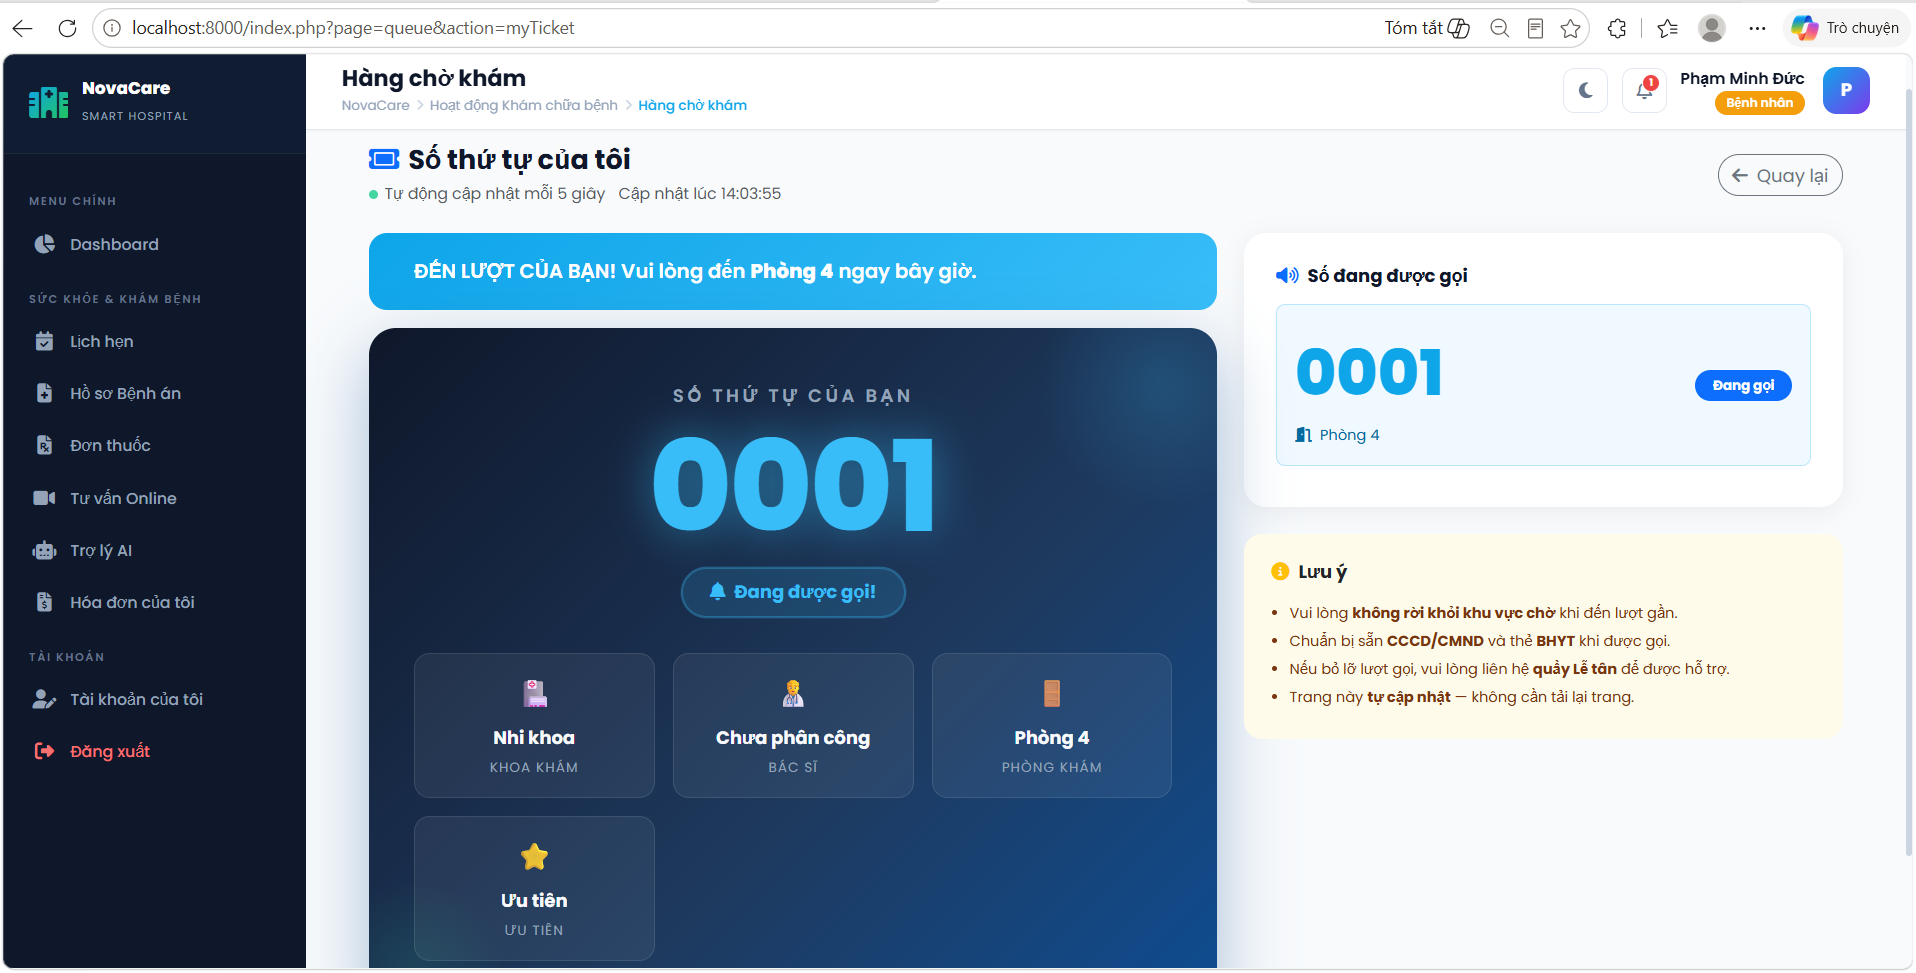 localhost:8000/index.php?page=queue&action=myTicket
Tóm tắt
Trò chuyện
NovaCare
SMART HOSPITAL
MENU CHÍNH
Dashboard
SỨC KHỎE & KHÁM BỆNH
Lịch hẹn
Hồ sơ Bệnh án
Đơn thuốc
Tư vấn Online
Trợ lý AI
Hóa đơn của tôi
TÀI KHOẢN
Tài khoản của tôi
Đăng xuất
Hàng chờ khám
NovaCare > Hoạt động Khám chữa bệnh > Hàng chờ khám
1
Phạm Minh Đức
Bệnh nhân
P
Số thứ tự của tôi
Tự động cập nhật mỗi 5 giây Cập nhật lúc 14:03:55
Quay lại
ĐẾN LƯỢT CỦA BẠN! Vui lòng đến Phòng 4 ngay bây giờ.
SỐ THỨ TỰ CỦA BẠN
0001
Đang được gọi!
Nhi khoa
KHOA KHÁM
Chưa phân công
BÁC SĨ
Phòng 4
PHÒNG KHÁM
Ưu tiên
ƯU TIÊN
Số đang được gọi
0001
Đang gọi
Phòng 4
Lưu ý
Vui lòng không rời khỏi khu vực chờ khi đến lượt gần.
Chuẩn bị sẵn CCCD/CMND và thẻ BHYT khi được gọi.
Nếu bỏ lỡ lượt gọi, vui lòng liên hệ quầy Lễ tân để được hỗ trợ.
Trang này tự cập nhật — không cần tải lại trang.